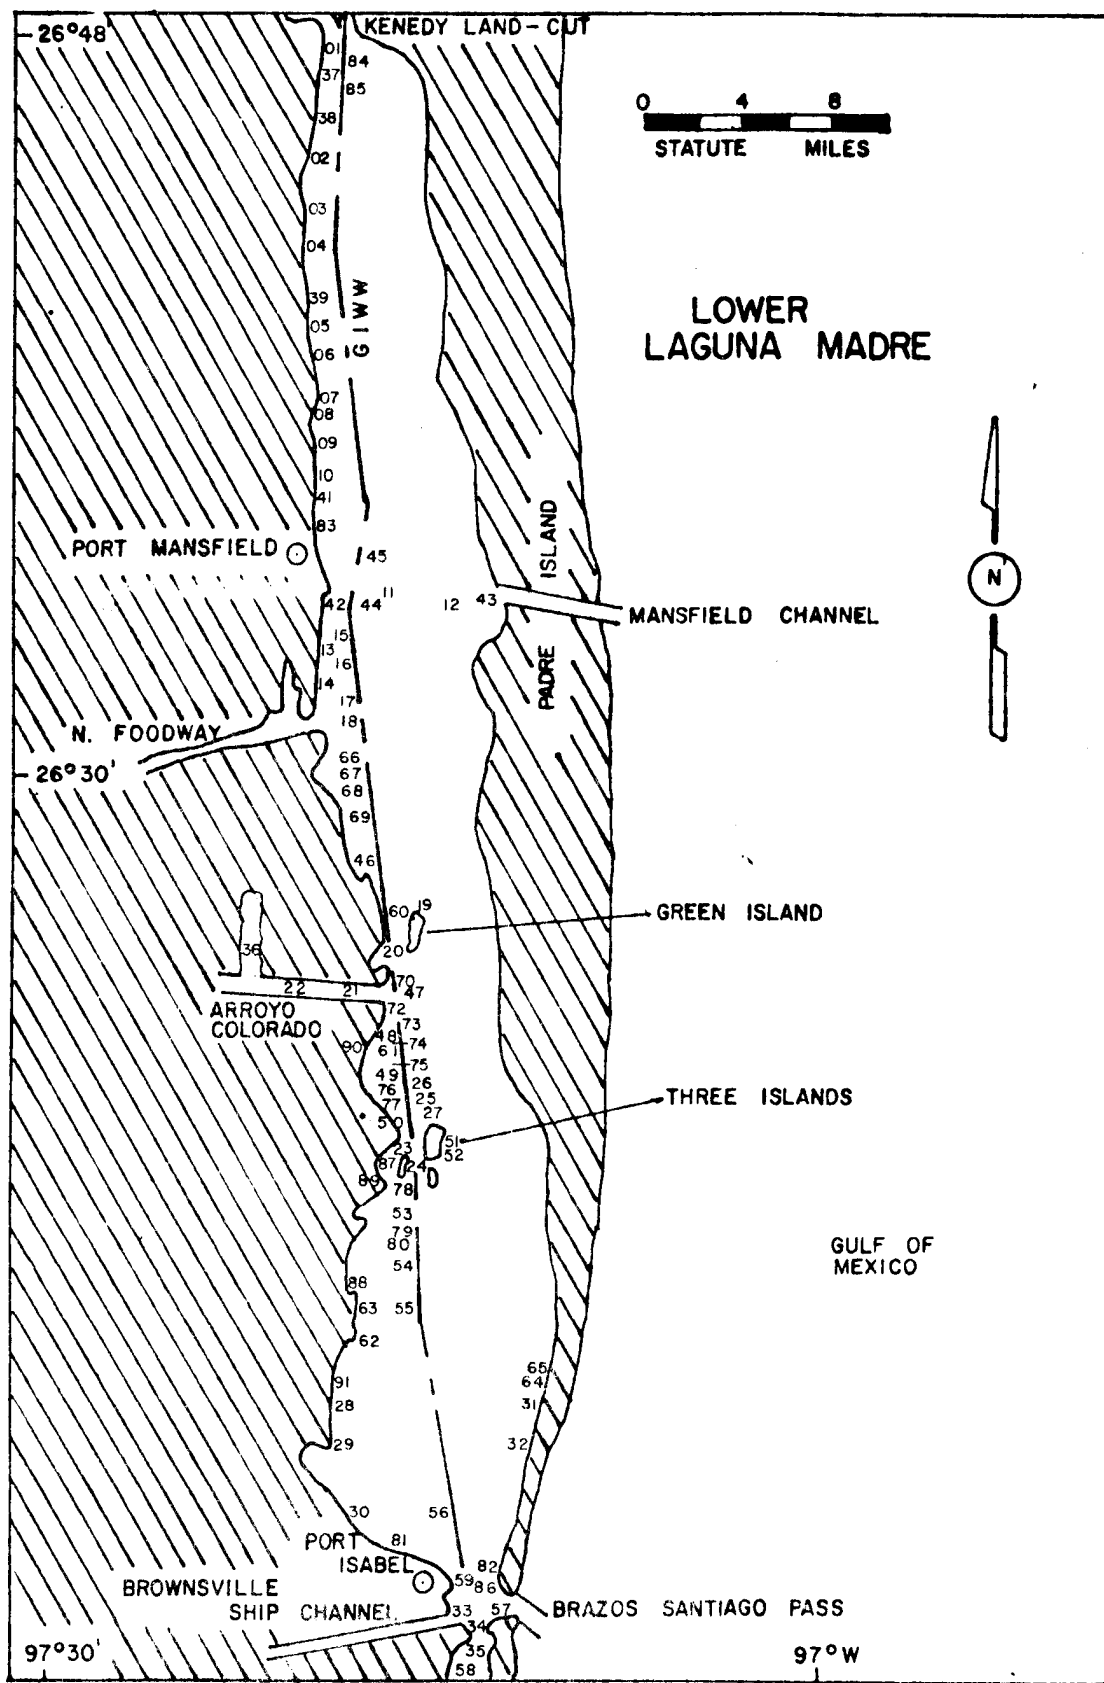 KENEDY LAND-CUT
26°48'
01
84
37
85
38
02
0 4 8
STATUTE MILES
03
04
39
GIWW
05
06
LOWER
LAGUNA MADRE
07
08
09
10
41
83
PORT MANSFIELD
45
PADRE ISLAND
N
42 44 11 12 43
MANSFIELD CHANNEL
15
13
16
14
17
18
N. FOODWAY
66
26°30'
67
68
69
46
60 19
GREEN ISLAND
20
36
70
22 21 47
ARROYO
COLORADO
72
73
48 74
90 61
75
49 26
76 25
77 27
THREE ISLANDS
50
51
23 52
87 24
89 78
53
79
80
54
GULF OF
MEXICO
88
63 55
62
65
91 64
28 31
29 32
30 56
81
PORT
ISABEL
82
59 86
BROWNSVILLE
SHIP CHANNEL
33 57
BRAZOS SANTIAGO PASS
34
35
58
97°30'
97°W